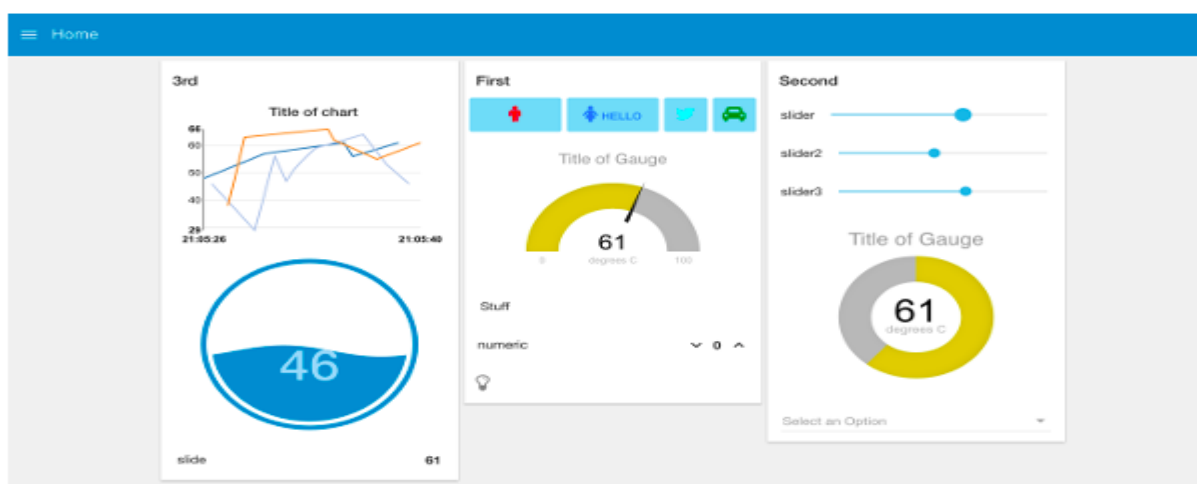 Home
3rd
Title of chart
66
60
50
40
29
21:05:26 21:05:40
46
slide 61
First
HELLO
Title of Gauge
61
0 degrees C 100
Stuff
numeric 0
Second
slider
slider2
slider3
Title of Gauge
61
degrees C
Select an Option